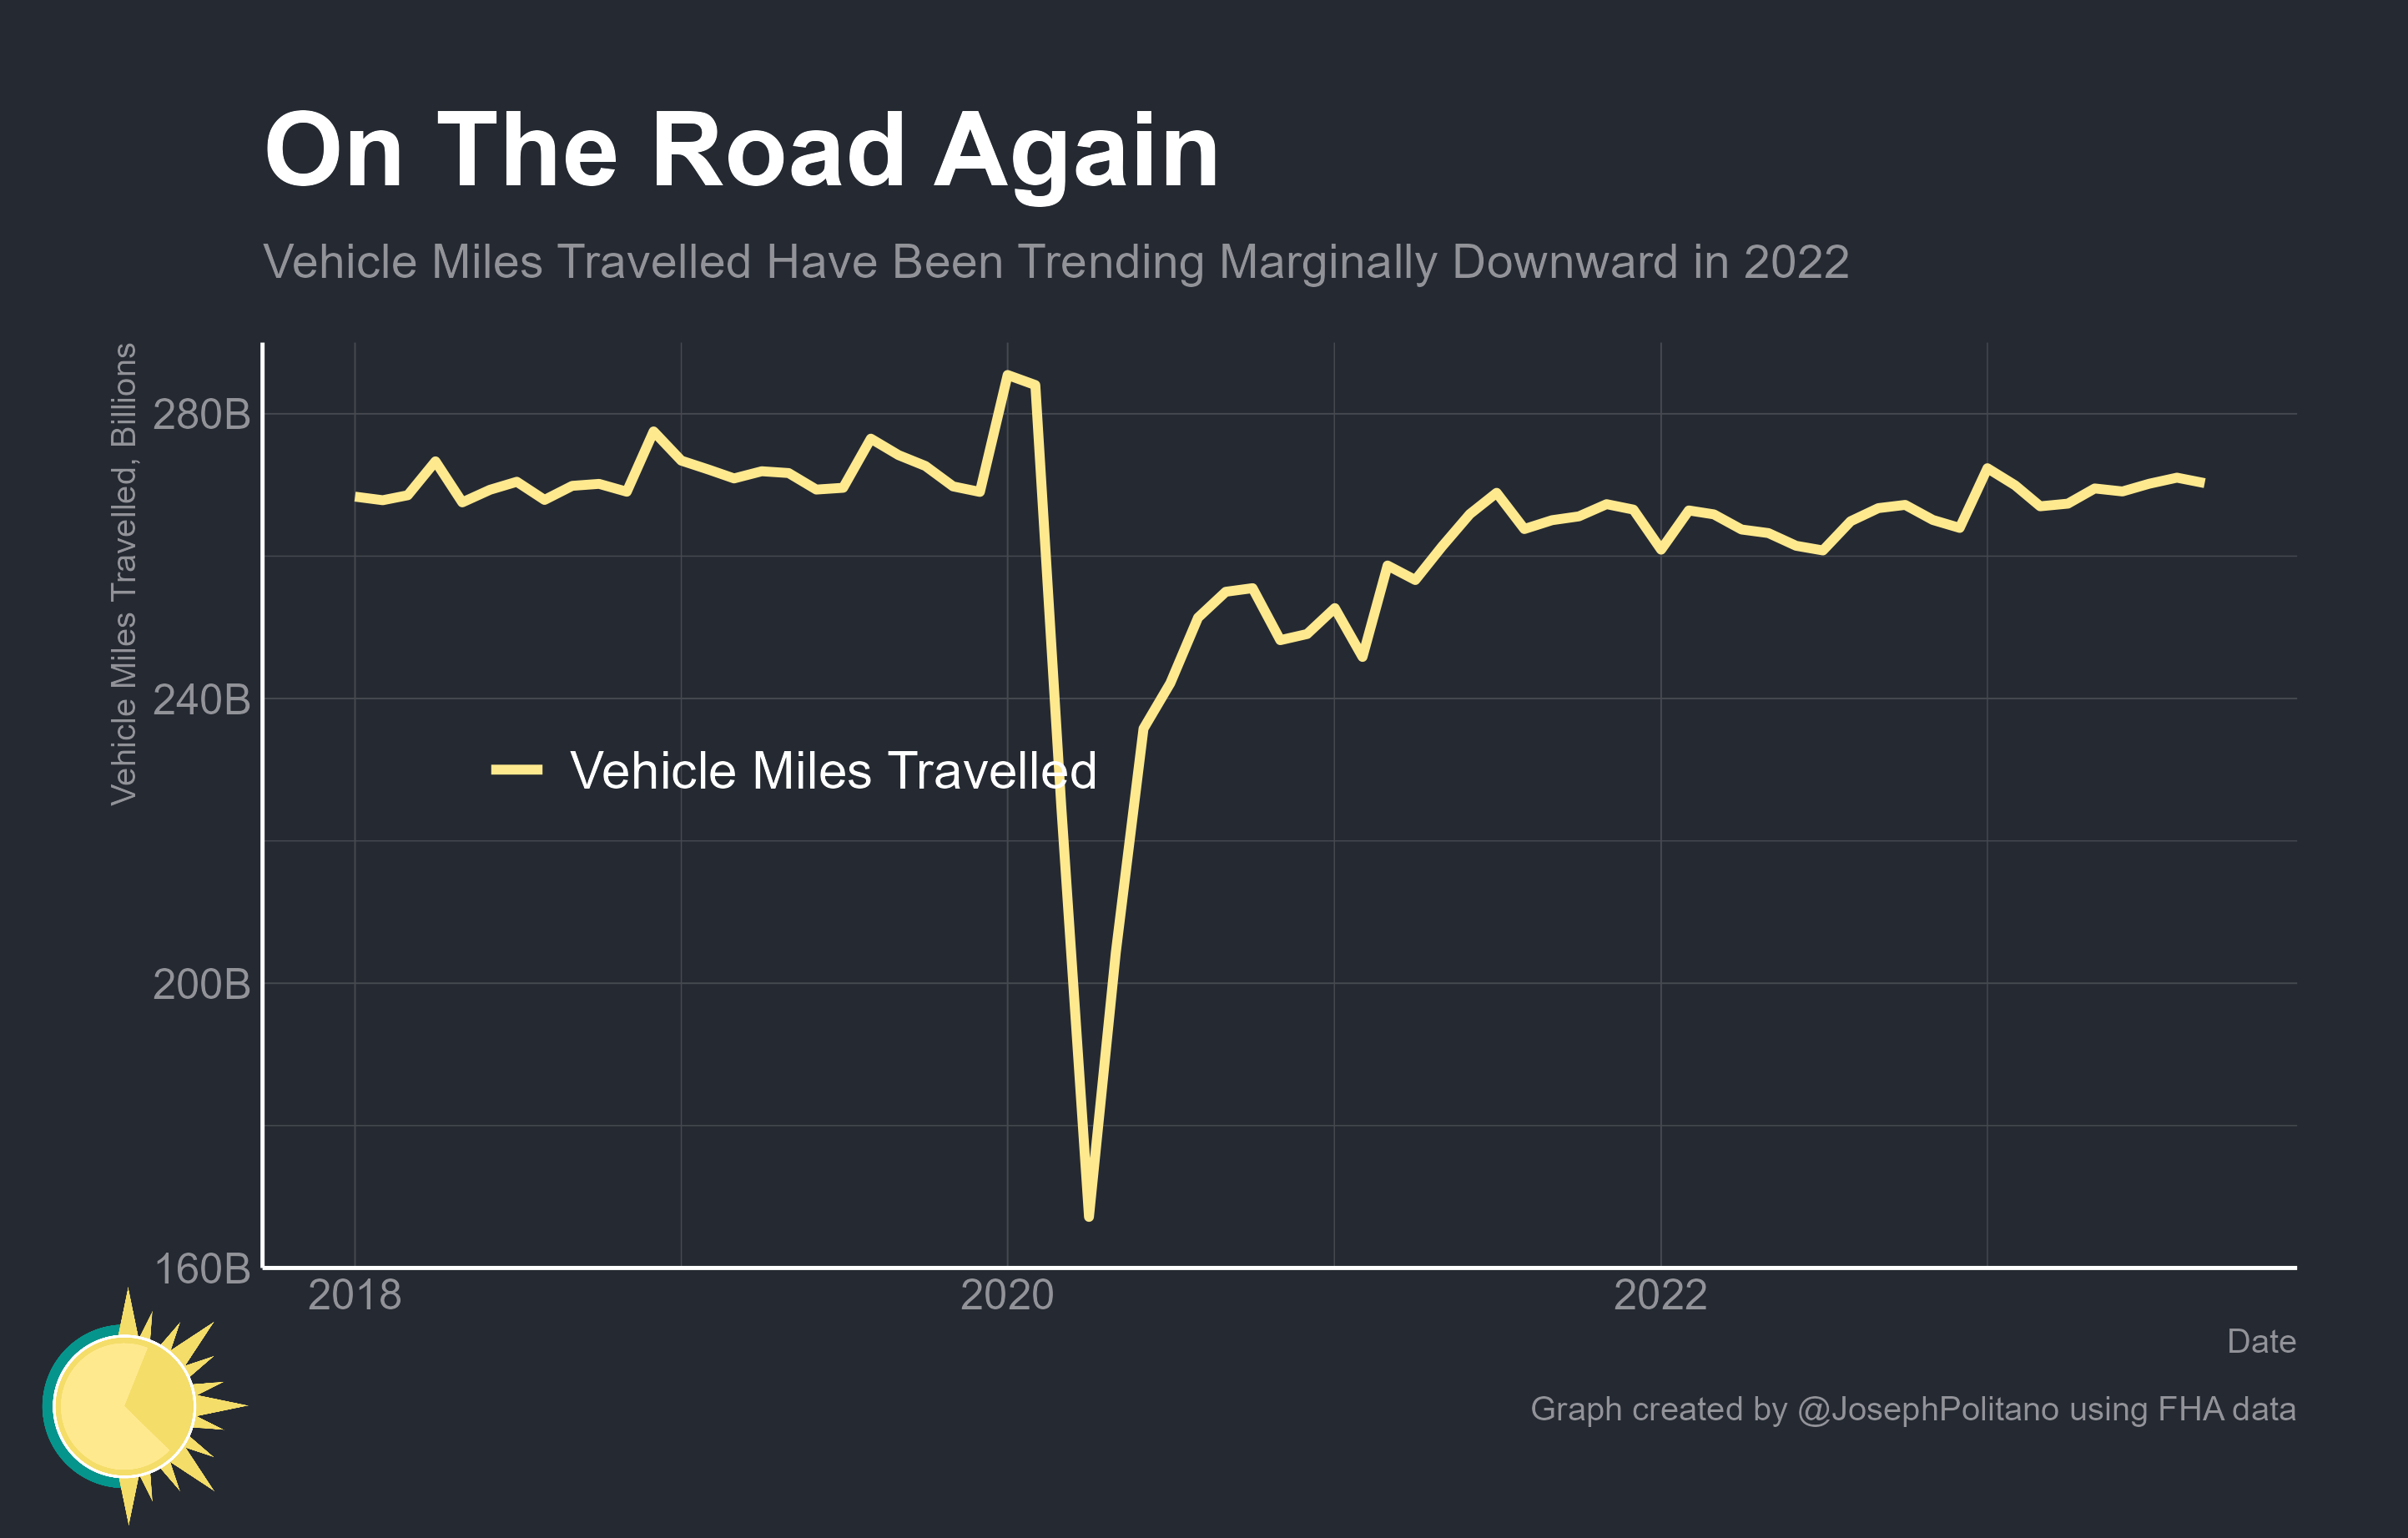 On The Road Again
Vehicle Miles Travelled Have Been Trending Marginally Downward in 2022
Vehicle Miles Travelled, Billions
280B
240B
200B
160B
Vehicle Miles Travelled
2018
2020
2022
Date
Graph created by @JosephPolitano using FHA data